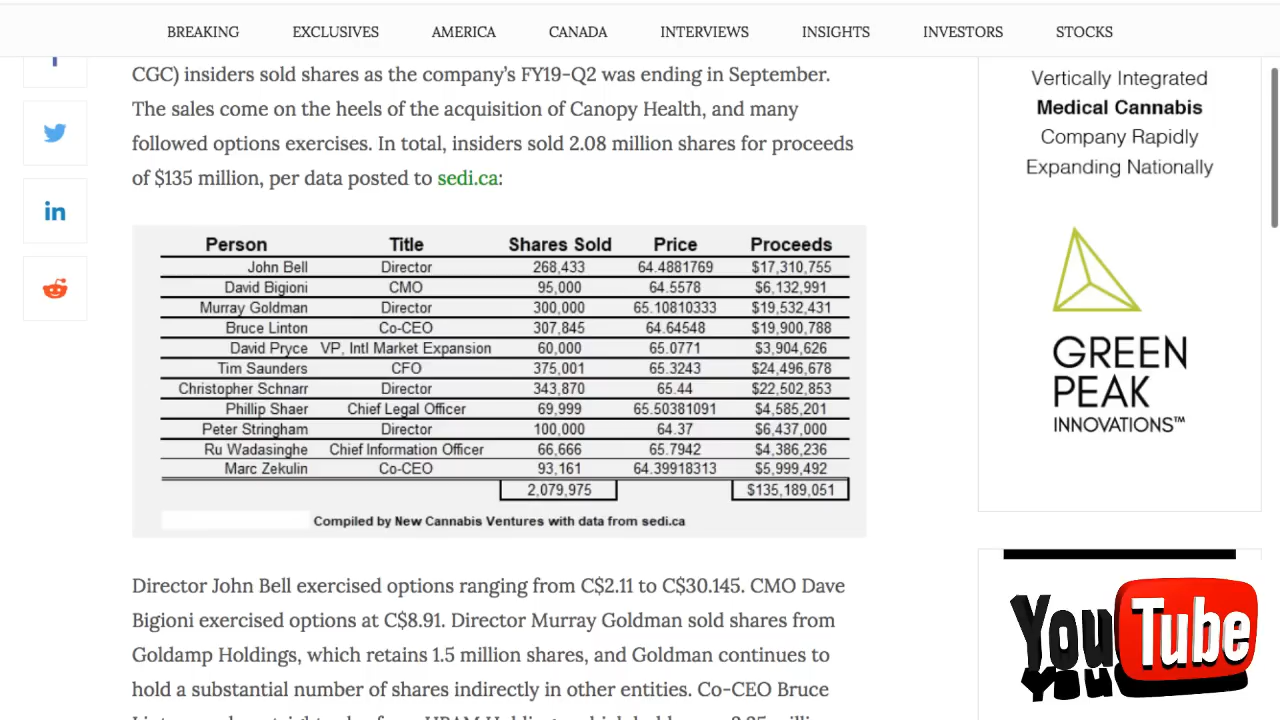 BREAKING EXCLUSIVES AMERICA CANADA INTERVIEWS INSIGHTS INVESTORS STOCKS
CGC) insiders sold shares as the company's FY19-Q2 was ending in September.
The sales come on the heels of the acquisition of Canopy Health, and many
followed options exercises. In total, insiders sold 2.08 million shares for proceeds
of $135 million, per data posted to sedi.ca:
Person Title Shares Sold Price Proceeds
John Bell Director 268,433 64.4881769 $17,310,755
David Bigioni CMO 95,000 64.5578 $6,132,991
Murray Goldman Director 300,000 65.10810333 $19,532,431
Bruce Linton Co-CEO 307,845 64.64548 $19,900,788
David Pryce VP, Intl Market Expansion 60,000 65.0771 $3,904,626
Tim Saunders CFO 375,001 65.3243 $24,496,678
Christopher Schnarr Director 343,870 65.44 $22,502,853
Phillip Shaer Chief Legal Officer 69,999 65.50381091 $4,585,201
Peter Stringham Director 100,000 64.37 $6,437,000
Ru Wadasinghe Chief Information Officer 66,666 65.7942 $4,386,236
Marc Zekulin Co-CEO 93,161 64.39918313 $5,999,492
2,079,975 $135,189,051
Compiled by New Cannabis Ventures with data from sedi.ca
Director John Bell exercised options ranging from C$2.11 to C$30.145. CMO Dave
Bigioni exercised options at C$8.91. Director Murray Goldman sold shares from
Goldamp Holdings, which retains 1.5 million shares, and Goldman continues to
hold a substantial number of shares indirectly in other entities. Co-CEO Bruce
Vertically Integrated
Medical Cannabis
Company Rapidly
Expanding Nationally
GREEN
PEAK
INNOVATIONS™
YouTube
in